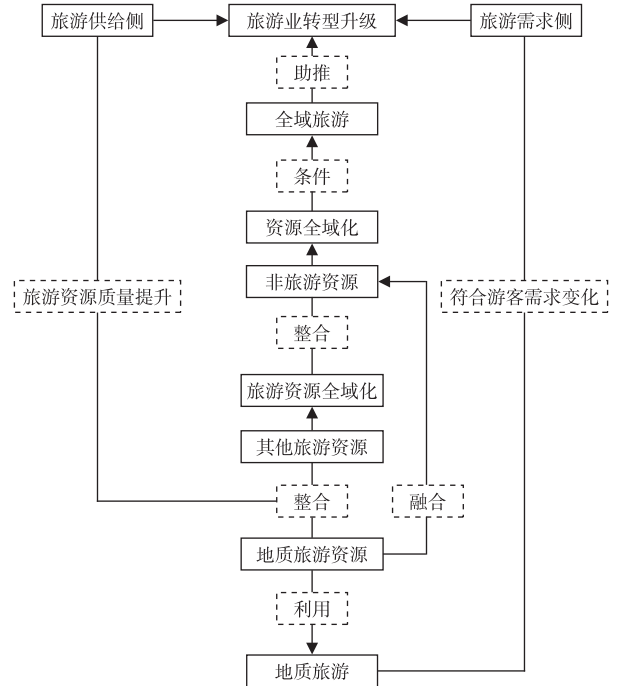 旅游供给侧
旅游业转型升级
旅游需求侧
助推
全域旅游
条件
资源全域化
非旅游资源
旅游资源质量提升
符合游客需求变化
整合
旅游资源全域化
其他旅游资源
整合
融合
地质旅游资源
利用
地质旅游